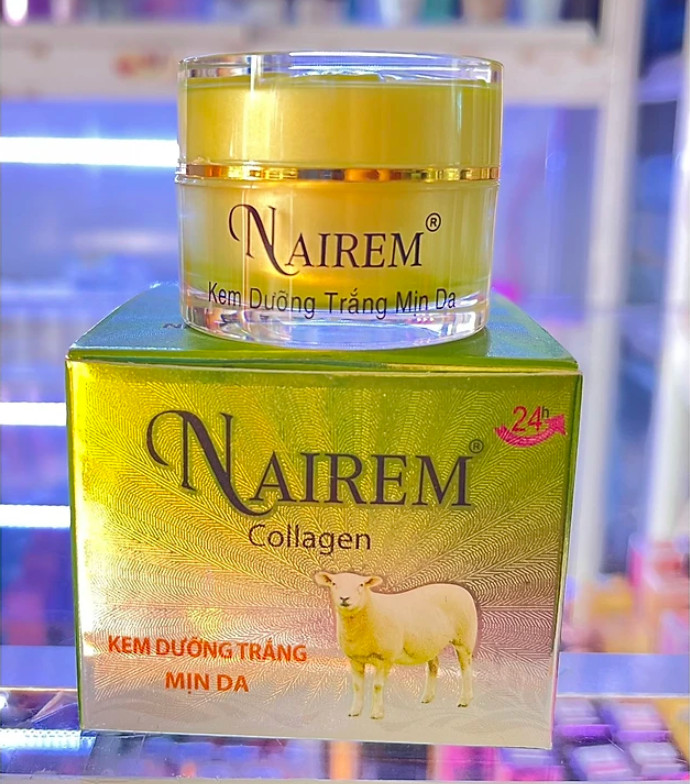 NAIREM®
Kem Dưỡng Trắng Mịn Da
24h
NAIREM®
Collagen
KEM DƯỠNG TRẮNG
MỊN DA